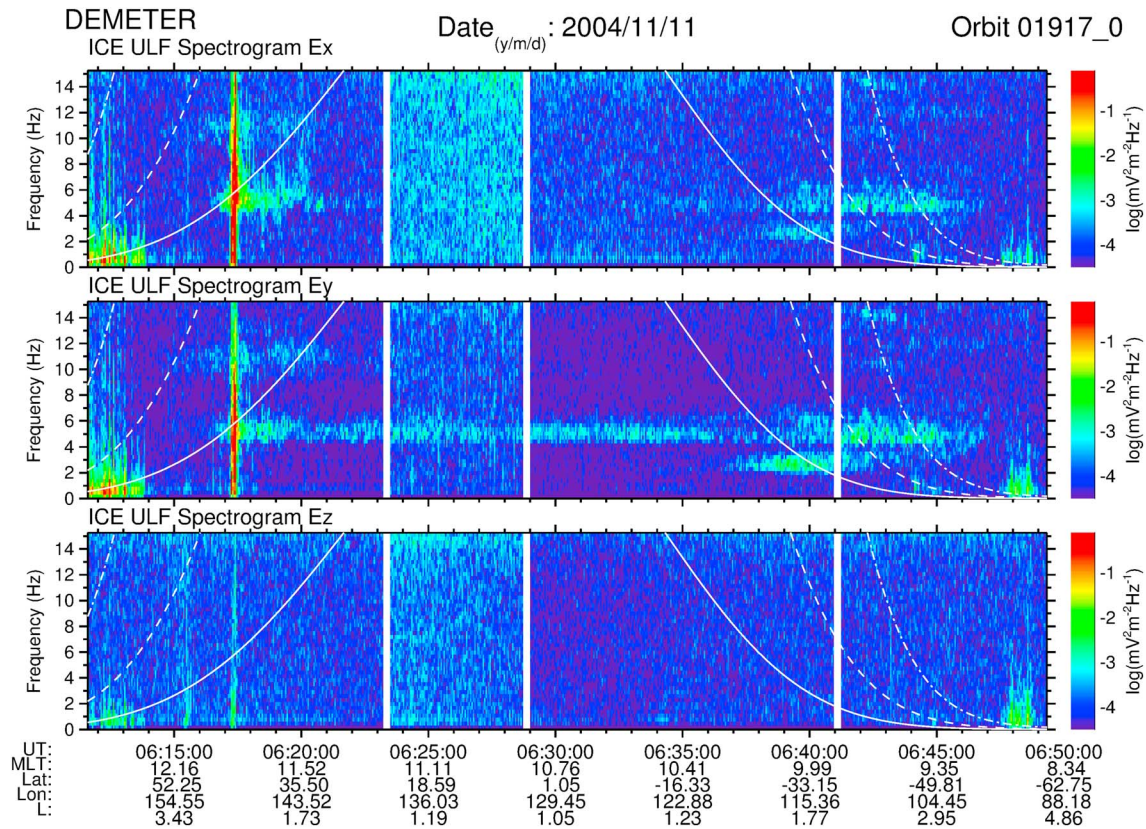 DEMETER Date(y/m/d): 2004/11/11 Orbit 01917_0
ICE ULF Spectrogram Ex
14
12
10
8
6
4
2
0
Frequency (Hz)
-1
-2
-3
-4
log(mV²m⁻²Hz⁻¹)
ICE ULF Spectrogram Ey
14
12
10
8
6
4
2
0
Frequency (Hz)
-1
-2
-3
-4
log(mV²m⁻²Hz⁻¹)
ICE ULF Spectrogram Ez
14
12
10
8
6
4
2
0
Frequency (Hz)
-1
-2
-3
-4
log(mV²m⁻²Hz⁻¹)
UT: 06:15:00 06:20:00 06:25:00 06:30:00 06:35:00 06:40:00 06:45:00 06:50:00
MLT: 12.16 11.52 11.11 10.76 10.41 9.99 9.35 8.34
Lat: 52.25 35.50 18.59 1.05 -16.33 -33.15 -49.81 -62.75
Lon: 154.55 143.52 136.03 129.45 122.88 115.36 104.45 88.18
L: 3.43 1.73 1.19 1.05 1.23 1.77 2.95 4.86